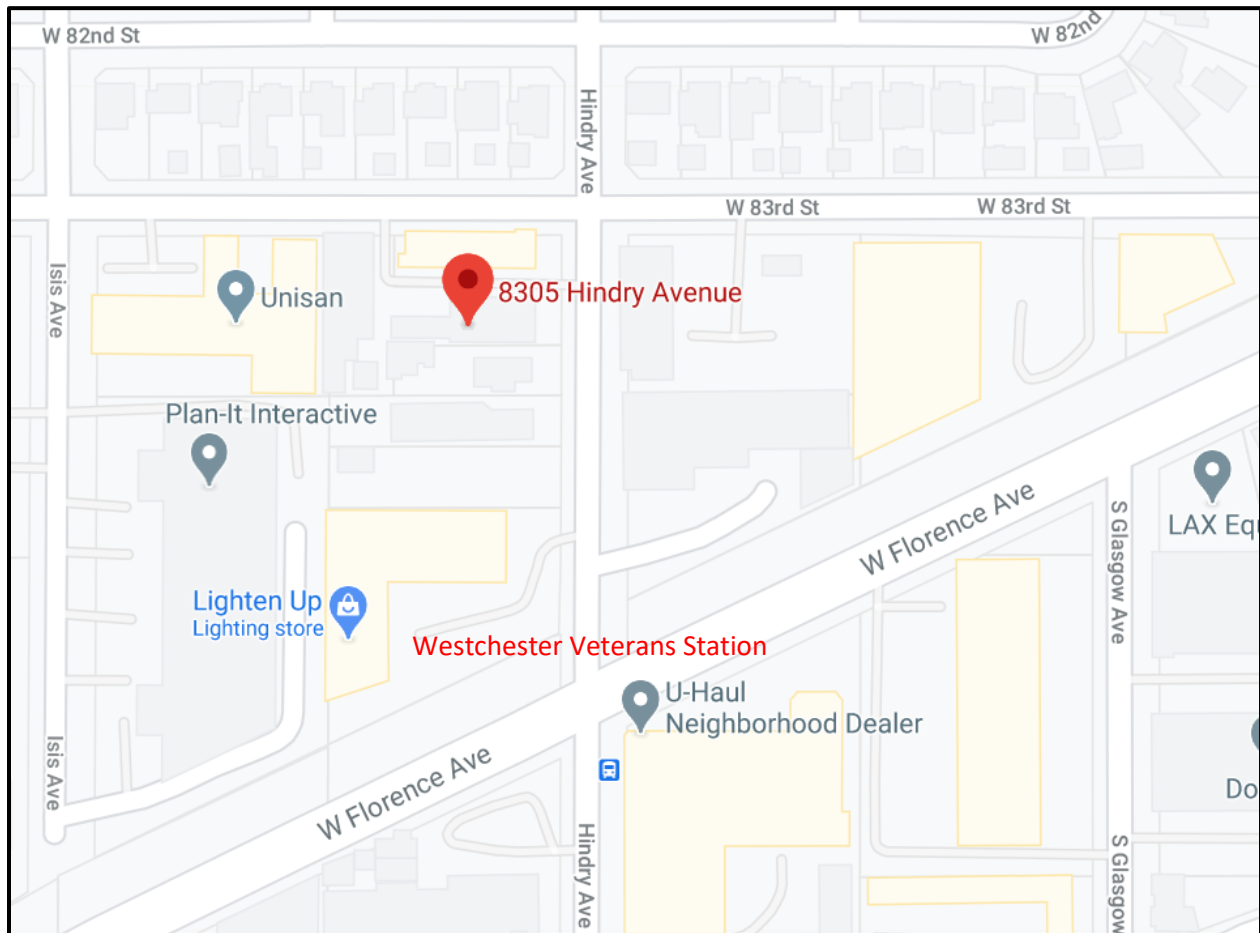 W 82nd St
W 82nd
Hindry Ave
W 83rd St
W 83rd St
Isis Ave
Unisan
8305 Hindry Avenue
Plan-It Interactive
W Florence Ave
S Glasgow Ave
LAX Equ
Lighten Up
Lighting store
Westchester Veterans Station
U-Haul
Neighborhood Dealer
Isis Ave
W Florence Ave
Do
Hindry Ave
S Glasgow